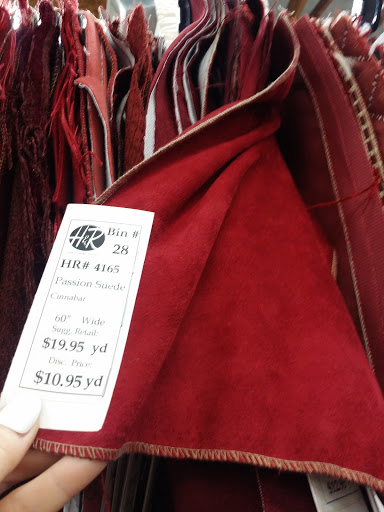 H&R Bin #
28
HR# 4165
Passion Suede
Cinnabar
60" Wide
Sugg. Retail:
$19.95 yd
Disc. Price:
$10.95 yd